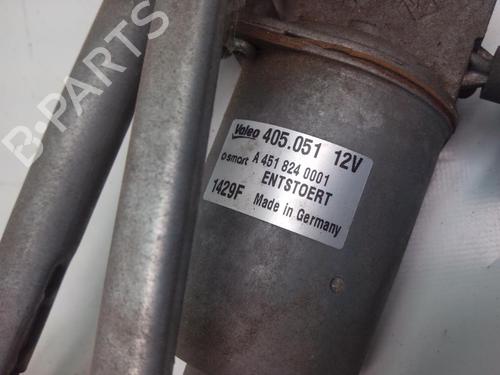 B-PARTS
Valeo 405.051 12V
smart A 451 824 0001
ENTSTOERT
1429F Made in Germany